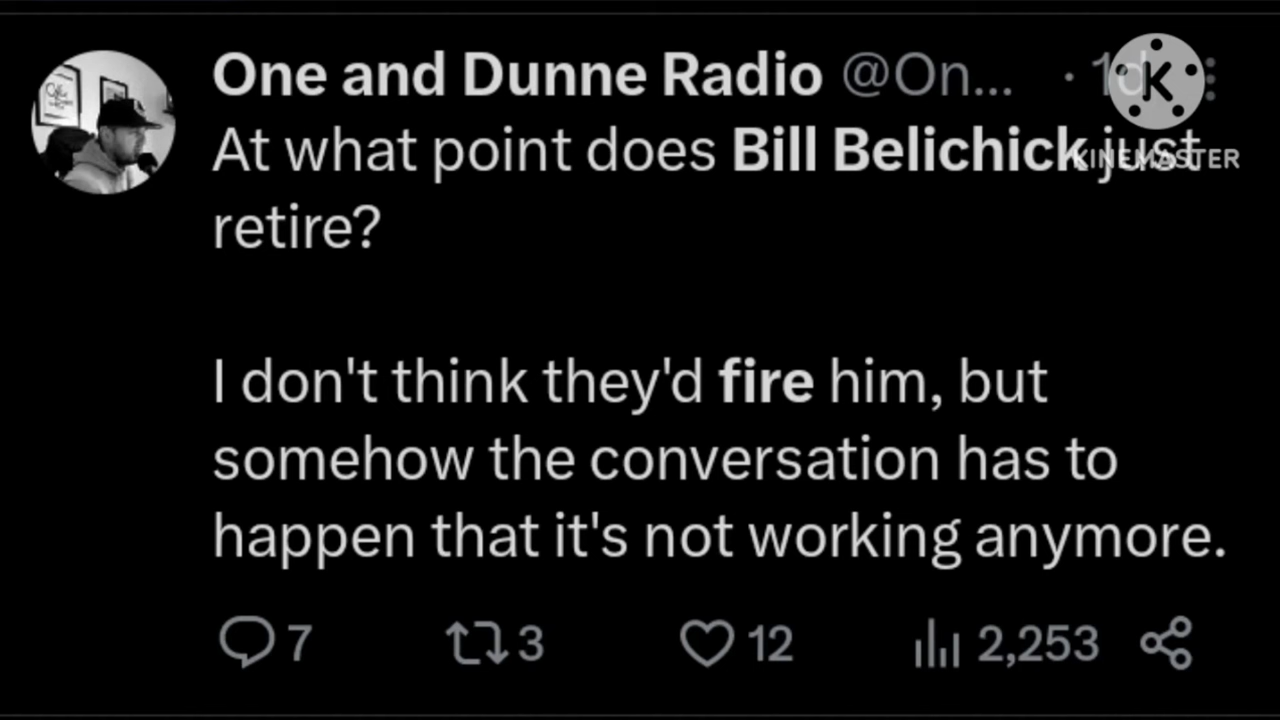 One and Dunne Radio @On... · 1d
At what point does Bill Belichick just
KINEMASTER
retire?
I don't think they'd fire him, but
somehow the conversation has to
happen that it's not working anymore.
7 3 12 2,253